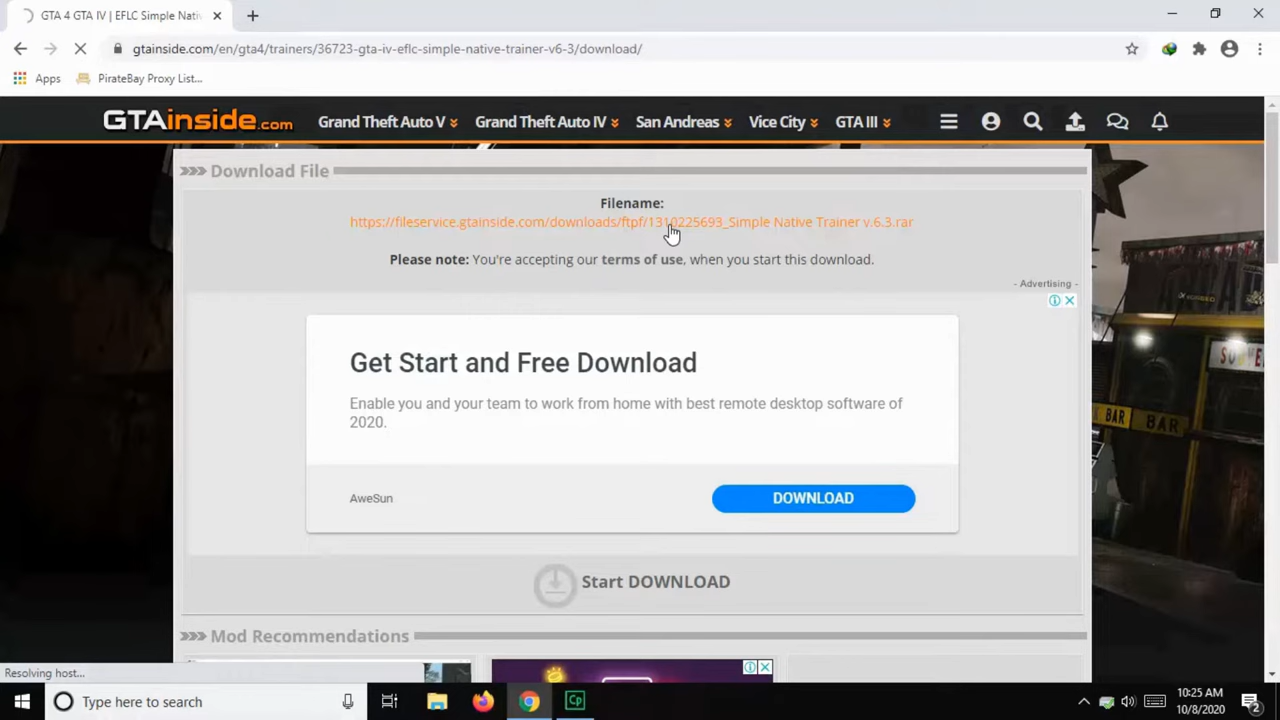 GTA 4 GTA IV | EFLC Simple Nativ
gtainside.com/en/gta4/trainers/36723-gta-iv-eflc-simple-native-trainer-v6-3/download/
Apps
PirateBay Proxy List...
GTAinside.com
Grand Theft Auto V
Grand Theft Auto IV
San Andreas
Vice City
GTA III
Download File
Filename:
https://fileservice.gtainside.com/downloads/ftpf/1310225693_Simple Native Trainer v.6.3.rar
Please note: You're accepting our terms of use, when you start this download.
- Advertising -
Get Start and Free Download
Enable you and your team to work from home with best remote desktop software of
2020.
AweSun
DOWNLOAD
BAR
BAR
Start DOWNLOAD
Mod Recommendations
Resolving host...
Type here to search
Cp
10:25 AM
10/8/2020
2